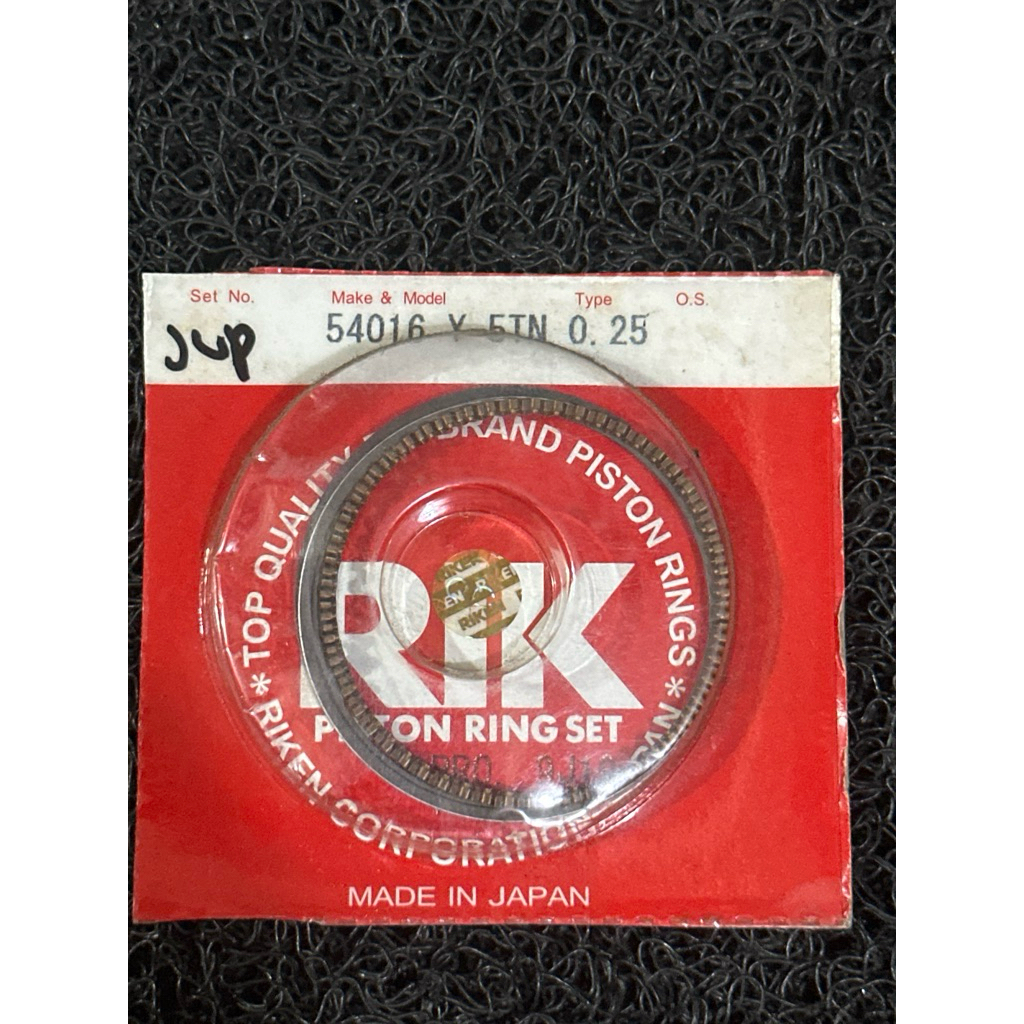 Set No. Make & Model Type O.S.
Jup 54016 Y 5TN 0.25
* TOP QUALITY BRAND PISTON RINGS *
RIKEN
RIK
PISTON RING SET
RIKEN CORPORATION
MADE IN JAPAN